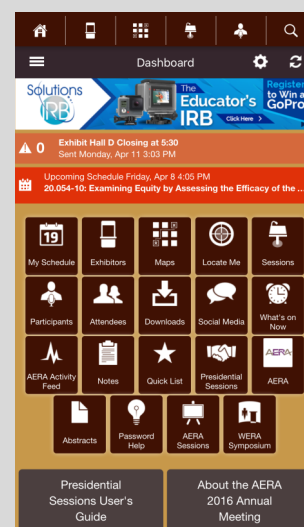 Dashboard
Solutions
IRB
The
Educator's
IRB
Click Here >
Register
to Win a
GoPro
0
Exhibit Hall D Closing at 5:30
Sent Monday, Apr 11 3:03 PM
Upcoming Schedule Friday, Apr 8 4:05 PM
20.054-10: Examining Equity by Assessing the Efficacy of the ...
19
My Schedule
Exhibitors
Maps
Locate Me
Sessions
Participants
Attendees
Downloads
Social Media
What's on
Now
AERA Activity
Feed
Notes
Quick List
Presidential
Sessions
AERA
AERA
Abstracts
Password
Help
AERA
Sessions
WERA
Symposium
Presidential
Sessions User's
Guide
About the AERA
2016 Annual
Meeting